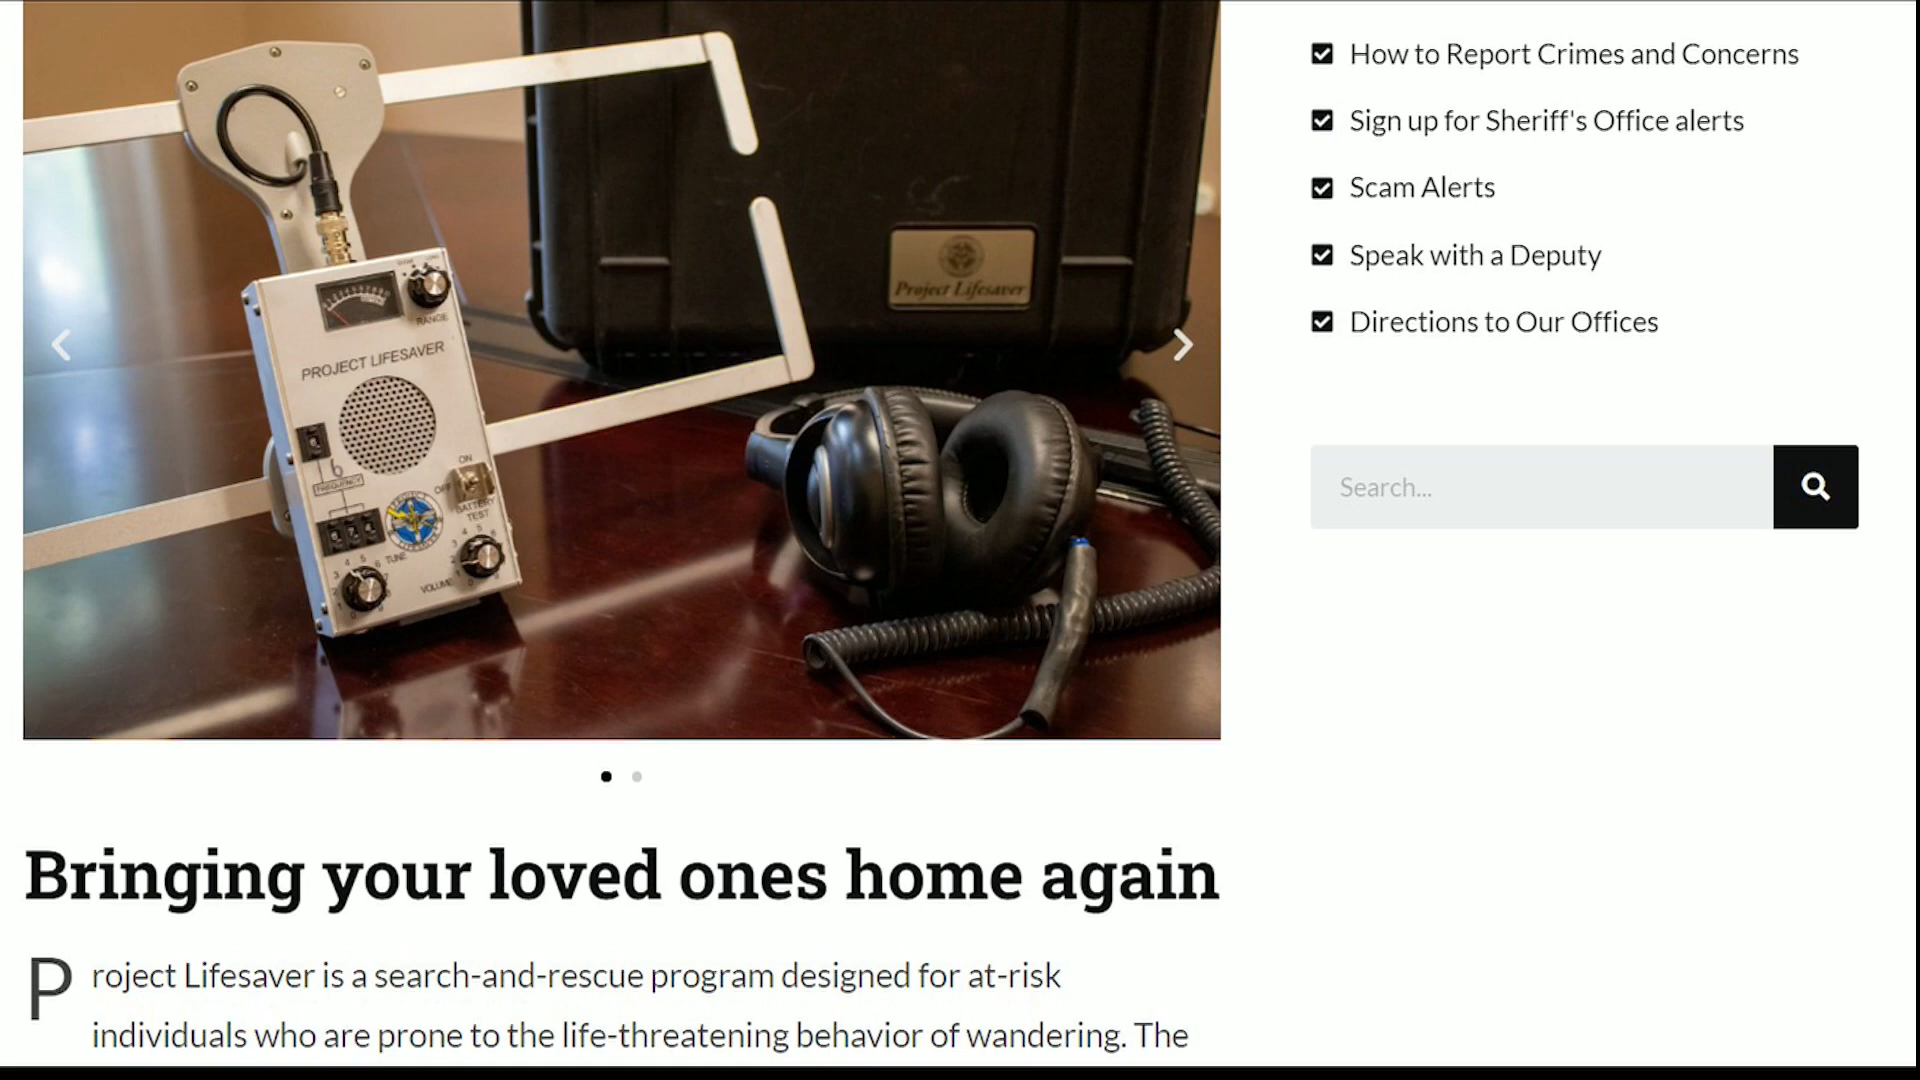 How to Report Crimes and Concerns
Sign up for Sheriff's Office alerts
Scam Alerts
Speak with a Deputy
Directions to Our Offices
Search...
Project Lifesaver
RANGE
PROJECT LIFESAVER
ON
OFF
FREQUENCY
BATTERY
TEST
TUNE
VOLUME
Bringing your loved ones home again
Project Lifesaver is a search-and-rescue program designed for at-risk
individuals who are prone to the life-threatening behavior of wandering. The